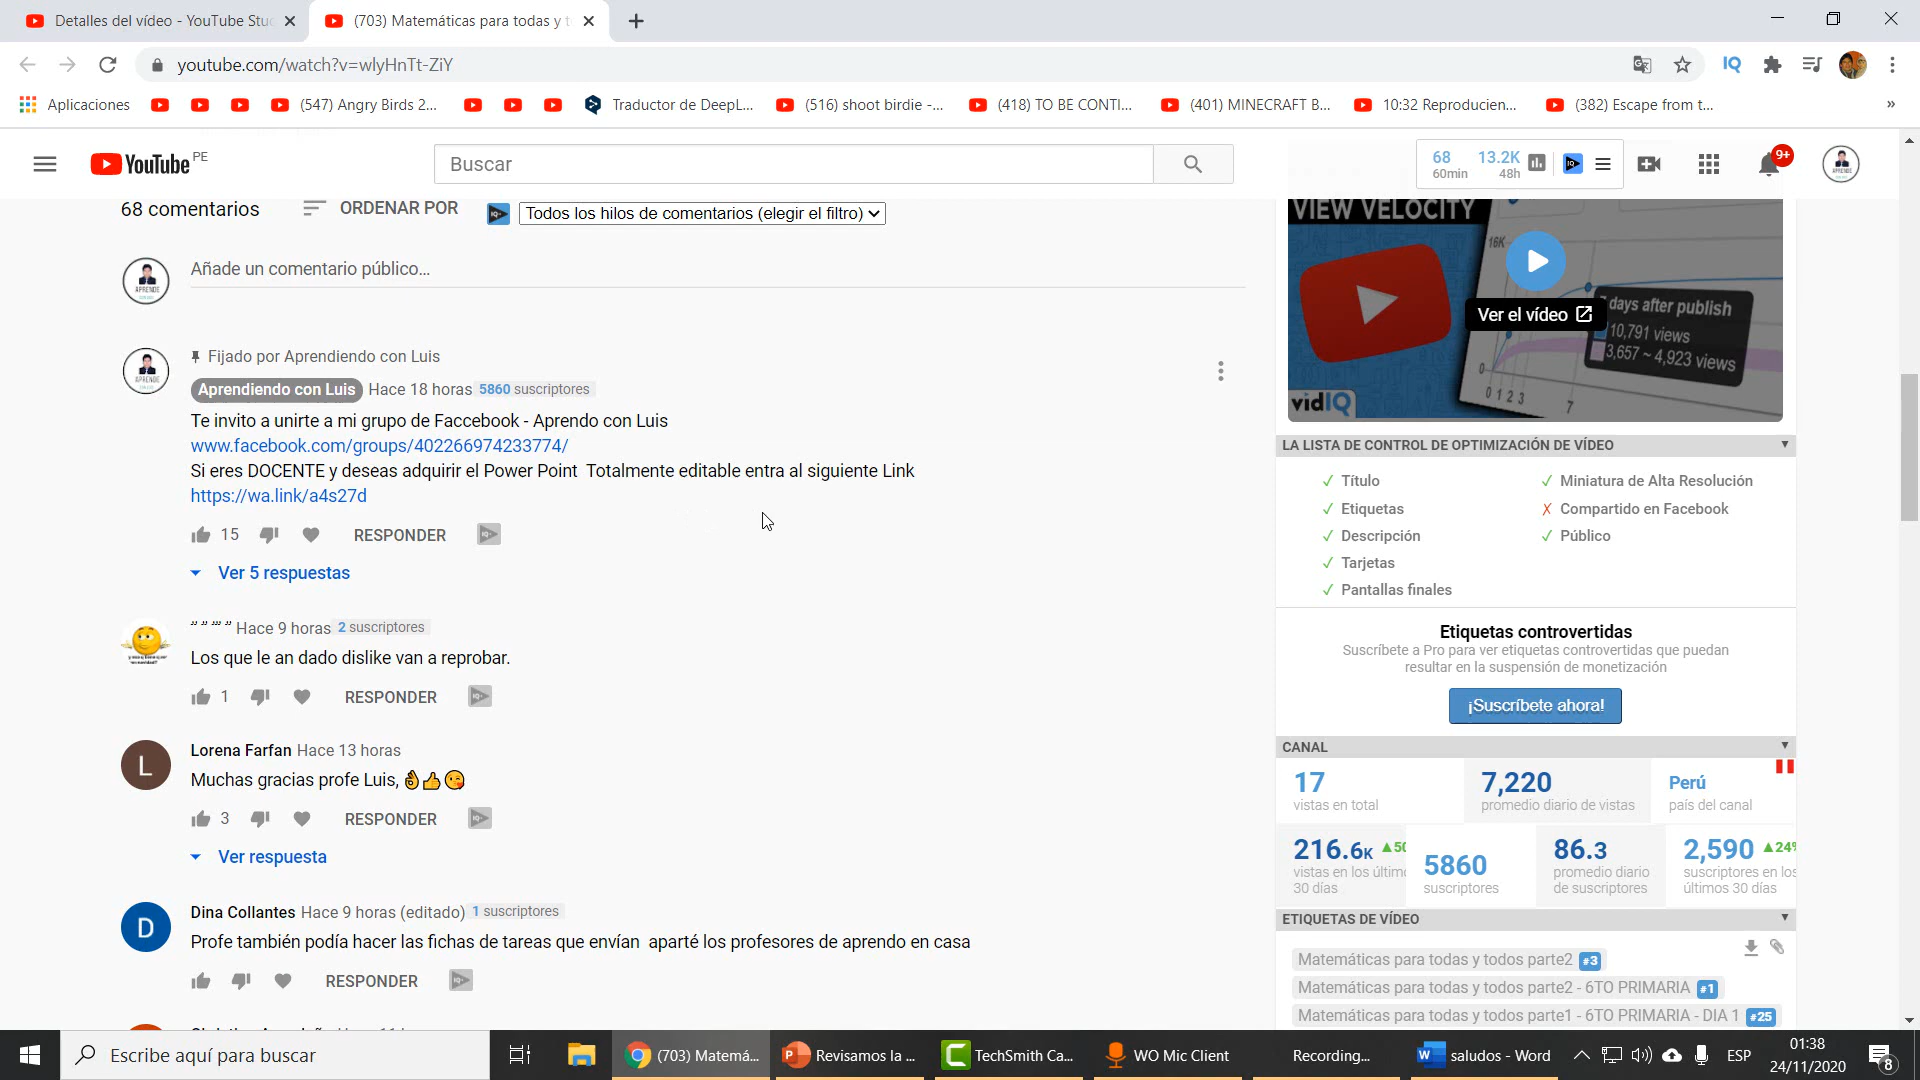 Detalles del vídeo - YouTube Stu
(703) Matemáticas para todas y t
youtube.com/watch?v=wlyHnTt-ZiY
Aplicaciones
(547) Angry Birds 2...
Traductor de DeepL...
(516) shoot birdie -...
(418) TO BE CONTI...
(401) MINECRAFT B...
10:32 Reproducien...
(382) Escape from t...
»
YouTube PE
Buscar
68
60min
13.2K
48h
9+
68 comentarios
ORDENAR POR
Todos los hilos de comentarios (elegir el filtro)
Añade un comentario público...
Fijado por Aprendiendo con Luis
Aprendiendo con Luis Hace 18 horas 5860 suscriptores
Te invito a unirte a mi grupo de Faccebook - Aprendo con Luis
www.facebook.com/groups/402266974233774/
Si eres DOCENTE y deseas adquirir el Power Point Totalmente editable entra al siguiente Link
https://wa.link/a4s27d
15 RESPONDER
Ver 5 respuestas
Hace 9 horas 2 suscriptores
Los que le an dado dislike van a reprobar.
1 RESPONDER
L
Lorena Farfan Hace 13 horas
Muchas gracias profe Luis, 👌👍😘
3 RESPONDER
Ver respuesta
D
Dina Collantes Hace 9 horas (editado) 1 suscriptores
Profe también podía hacer las fichas de tareas que envían aparté los profesores de aprendo en casa
RESPONDER
VIEW VELOCITY
16K
Ver el vídeo
days after publish
10,791 views
3,657 ~ 4,923 views
0 1 2 3 7
vidIQ
LA LISTA DE CONTROL DE OPTIMIZACIÓN DE VÍDEO
✓ Título
✓ Etiquetas
✓ Descripción
✓ Tarjetas
✓ Pantallas finales
✓ Miniatura de Alta Resolución
✗ Compartido en Facebook
✓ Público
Etiquetas controvertidas
Suscríbete a Pro para ver etiquetas controvertidas que puedan
resultar en la suspensión de monetización
¡Suscríbete ahora!
CANAL
17
vistas en total
7,220
promedio diario de vistas
Perú
país del canal
216.6K ▲50
vistas en los últim
30 días
5860
suscriptores
86.3
promedio diario
de suscriptores
2,590 ▲24%
suscriptores en los
últimos 30 días
ETIQUETAS DE VÍDEO
Matemáticas para todas y todos parte2 #3
Matemáticas para todas y todos parte2 - 6TO PRIMARIA #1
Matemáticas para todas y todos parte1 - 6TO PRIMARIA - DIA 1 #25
Escribe aquí para buscar
(703) Matemá...
Revisamos la ...
TechSmith Ca...
WO Mic Client
Recording...
saludos - Word
ESP
01:38
24/11/2020
8